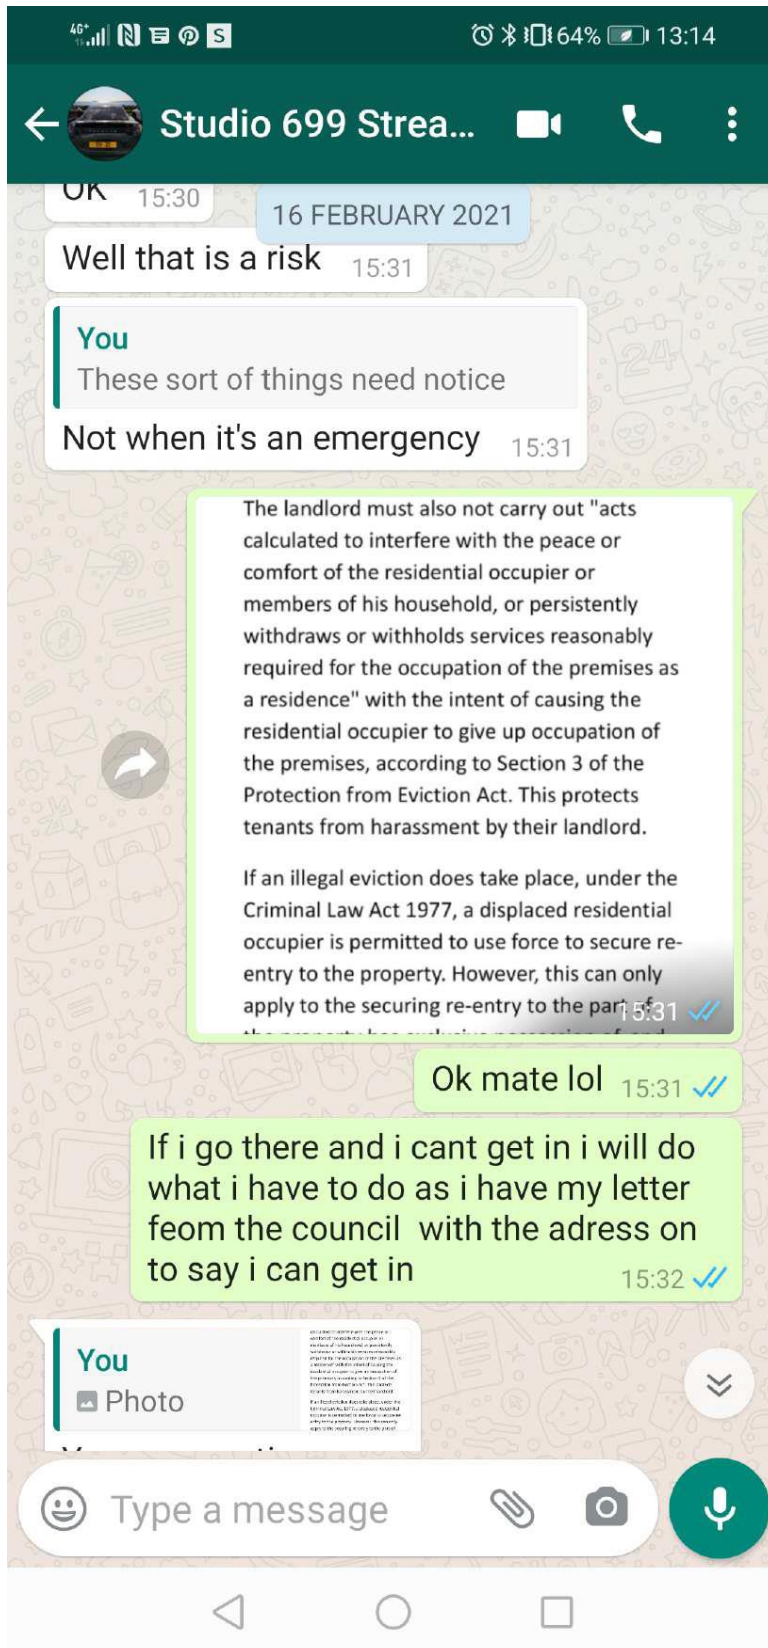 4G+
S
64%
13:14
Studio 699 Strea...
OK 15:30
16 FEBRUARY 2021
Well that is a risk 15:31
You
These sort of things need notice
Not when it's an emergency 15:31
The landlord must also not carry out "acts
calculated to interfere with the peace or
comfort of the residential occupier or
members of his household, or persistently
withdraws or withholds services reasonably
required for the occupation of the premises as
a residence" with the intent of causing the
residential occupier to give up occupation of
the premises, according to Section 3 of the
Protection from Eviction Act. This protects
tenants from harassment by their landlord.
If an illegal eviction does take place, under the
Criminal Law Act 1977, a displaced residential
occupier is permitted to use force to secure re-
entry to the property. However, this can only
apply to the securing re-entry to the part of
15:31
Ok mate lol 15:31
If i go there and i cant get in i will do
what i have to do as i have my letter
feom the council with the adress on
to say i can get in 15:32
You
Photo
Type a message